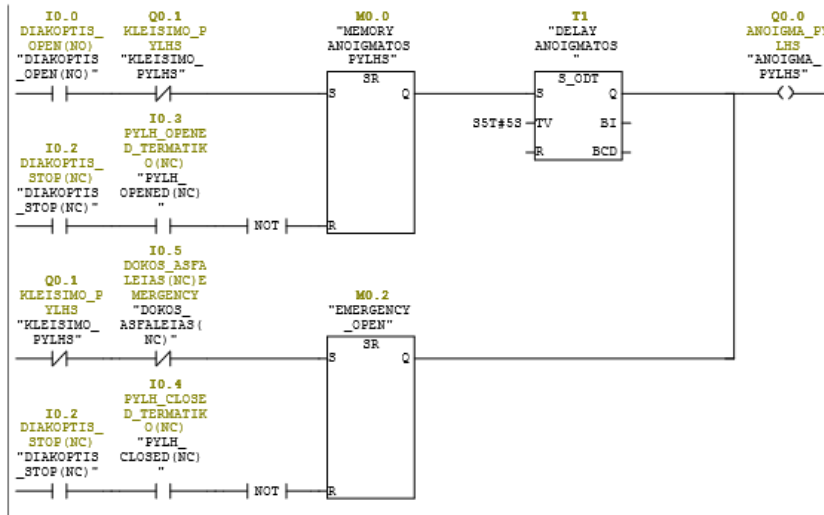 I0.0
DIAKOPTIS_
OPEN(NO)
"DIAKOPTIS
_OPEN(NO)"
Q0.1
KLEISIMO_P
YLHS
"KLEISIMO_
PYLHS"
M0.0
"MEMORY
ANOIGMATOS
PYLHS"
SR
S
Q
R
T1
"DELAY
ANOIGMATOS
"
S_ODT
S
Q
S5T#5S
TV
BI
R
BCD
Q0.0
ANOIGMA_PY
LHS
"ANOIGMA_
PYLHS"
I0.2
DIAKOPTIS_
STOP(NC)
"DIAKOPTIS
_STOP(NC)"
I0.3
PYLH_OPENE
D_TERMATIK
O(NC)
"PYLH_
OPENED(NC)
"
NOT
Q0.1
KLEISIMO_P
YLHS
"KLEISIMO_
PYLHS"
I0.5
DOKOS_ASFA
LEIAS(NC)E
MERGENCY
"DOKOS_
ASFALEIAS(
NC)"
M0.2
"EMERGENCY
_OPEN"
SR
S
Q
R
I0.2
DIAKOPTIS_
STOP(NC)
"DIAKOPTIS
_STOP(NC)"
I0.4
PYLH_CLOSE
D_TERMATIK
O(NC)
"PYLH_
CLOSED(NC)
"
NOT